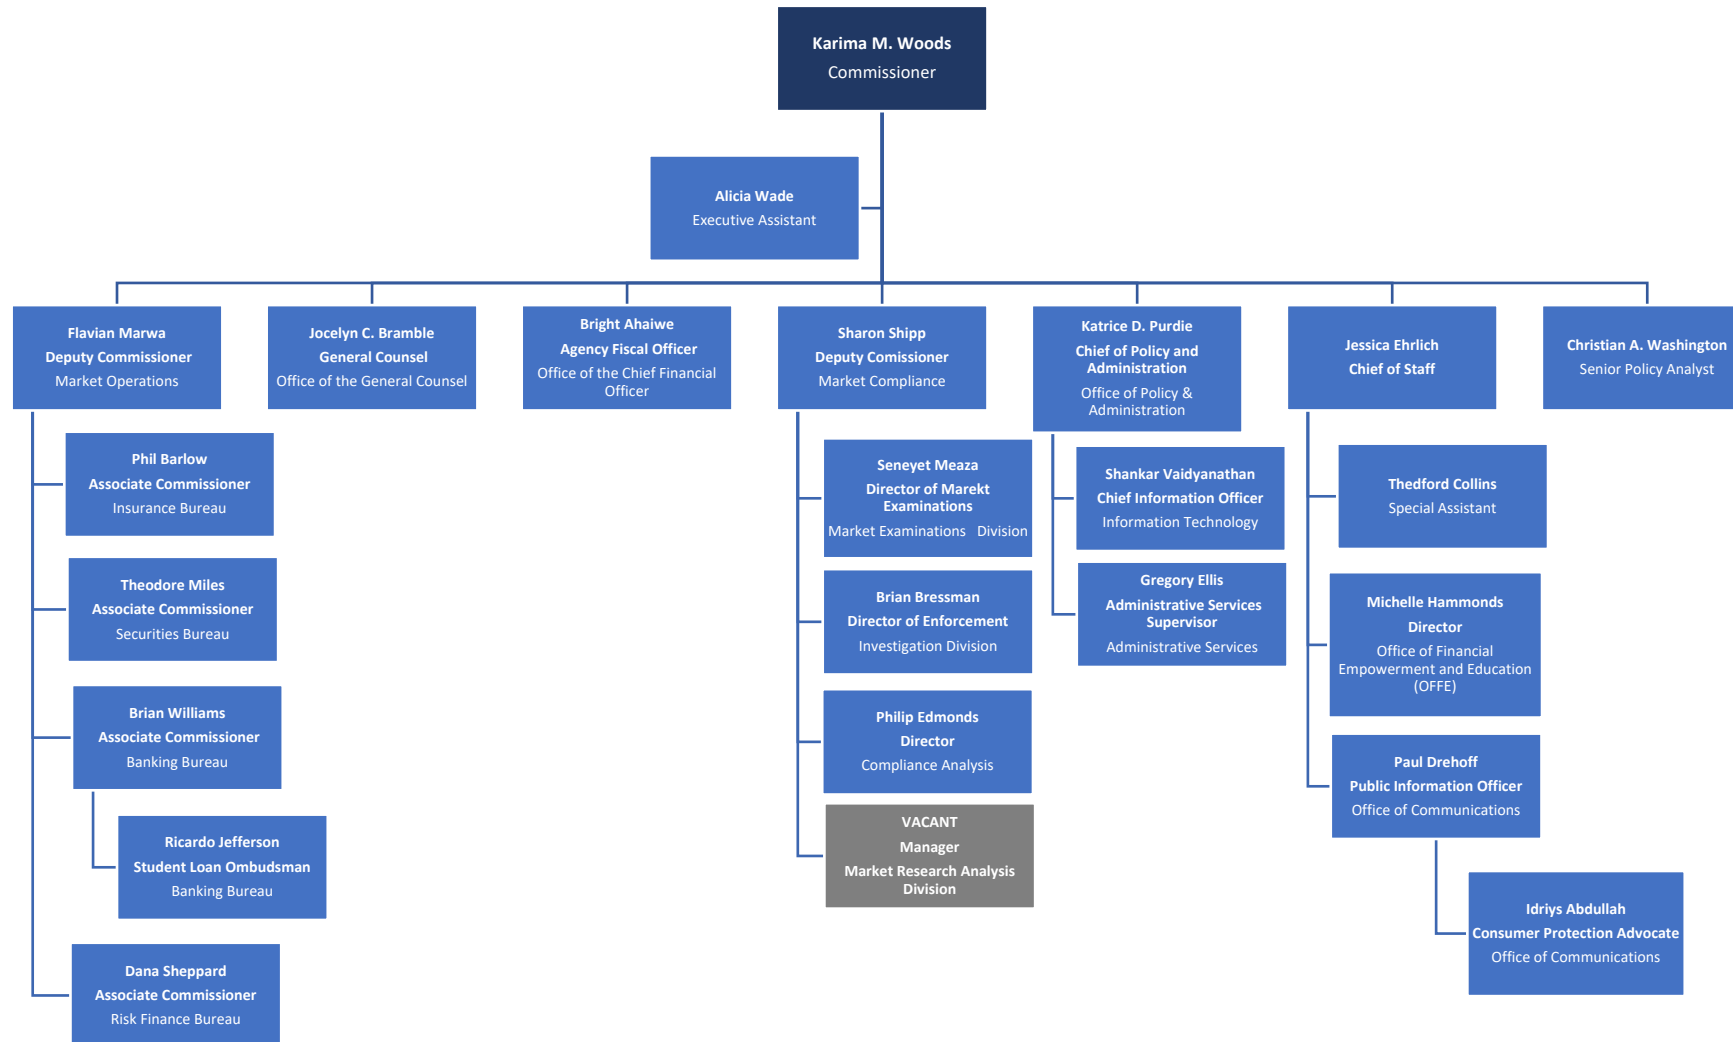 Karima M. Woods
Commissioner
Alicia Wade
Executive Assistant
Flavian Marwa
Deputy Commissioner
Market Operations
Jocelyn C. Bramble
General Counsel
Office of the General Counsel
Bright Ahaiwe
Agency Fiscal Officer
Office of the Chief Financial
Officer
Sharon Shipp
Deputy Comissioner
Market Compliance
Katrice D. Purdie
Chief of Policy and
Administration
Office of Policy &
Administration
Jessica Ehrlich
Chief of Staff
Christian A. Washington
Senior Policy Analyst
Phil Barlow
Associate Commissioner
Insurance Bureau
Theodore Miles
Associate Commissioner
Securities Bureau
Brian Williams
Associate Commissioner
Banking Bureau
Ricardo Jefferson
Student Loan Ombudsman
Banking Bureau
Dana Sheppard
Associate Commissioner
Risk Finance Bureau
Seneyet Meaza
Director of Marekt
Examinations
Market Examinations Division
Brian Bressman
Director of Enforcement
Investigation Division
Philip Edmonds
Director
Compliance Analysis
VACANT
Manager
Market Research Analysis
Division
Shankar Vaidyanathan
Chief Information Officer
Information Technology
Gregory Ellis
Administrative Services
Supervisor
Administrative Services
Thedford Collins
Special Assistant
Michelle Hammonds
Director
Office of Financial
Empowerment and Education
(OFFE)
Paul Drehoff
Public Information Officer
Office of Communications
Idriys Abdullah
Consumer Protection Advocate
Office of Communications